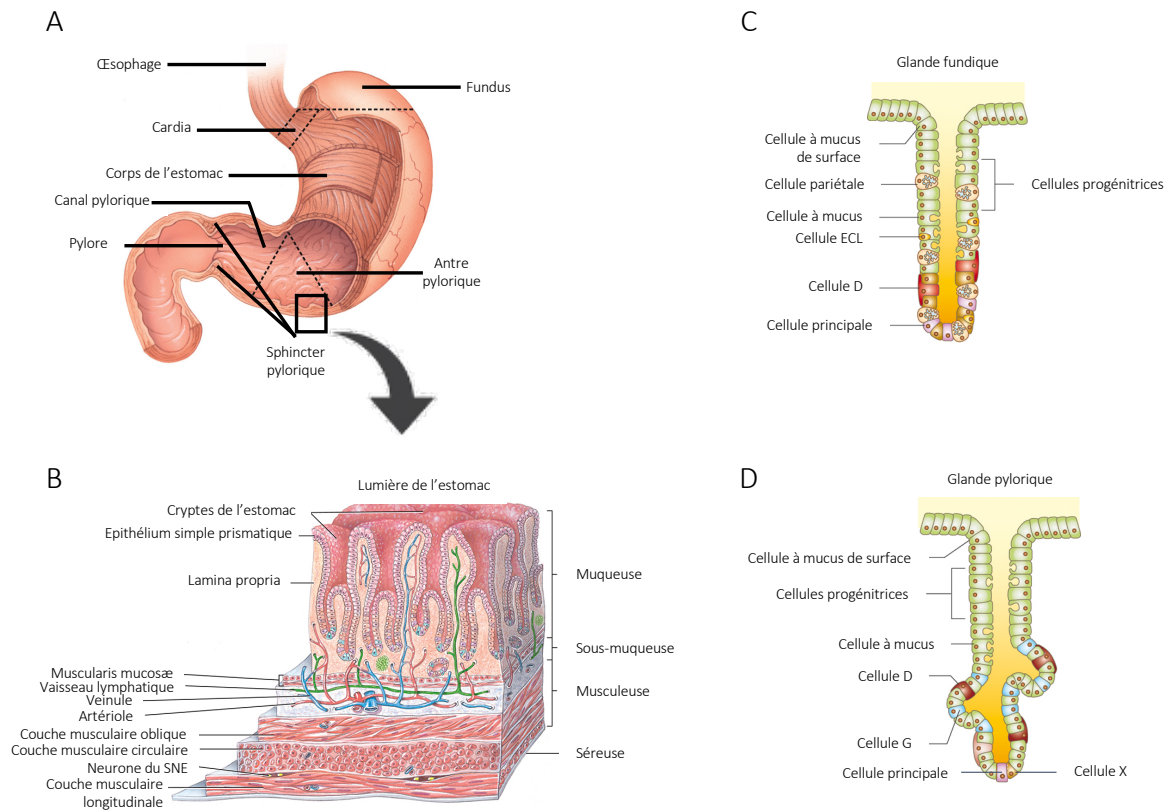 A
Œsophage
Fundus
Cardia
Corps de l'estomac
Canal pylorique
Pylore
Antre
pylorique
Sphincter
pylorique
B
Lumière de l'estomac
Cryptes de l'estomac
Epithélium simple prismatique
Lamina propria
Muqueuse
Sous-muqueuse
Muscularis mucosæ
Vaisseau lymphatique
Veinule
Artériole
Musculeuse
Couche musculaire oblique
Couche musculaire circulaire
Neurone du SNE
Couche musculaire
longitudinale
Séreuse
C
Glande fundique
Cellule à mucus
de surface
Cellule pariétale
Cellules progénitrices
Cellule à mucus
Cellule ECL
Cellule D
Cellule principale
D
Glande pylorique
Cellule à mucus de surface
Cellules progénitrices
Cellule à mucus
Cellule D
Cellule G
Cellule principale
Cellule X